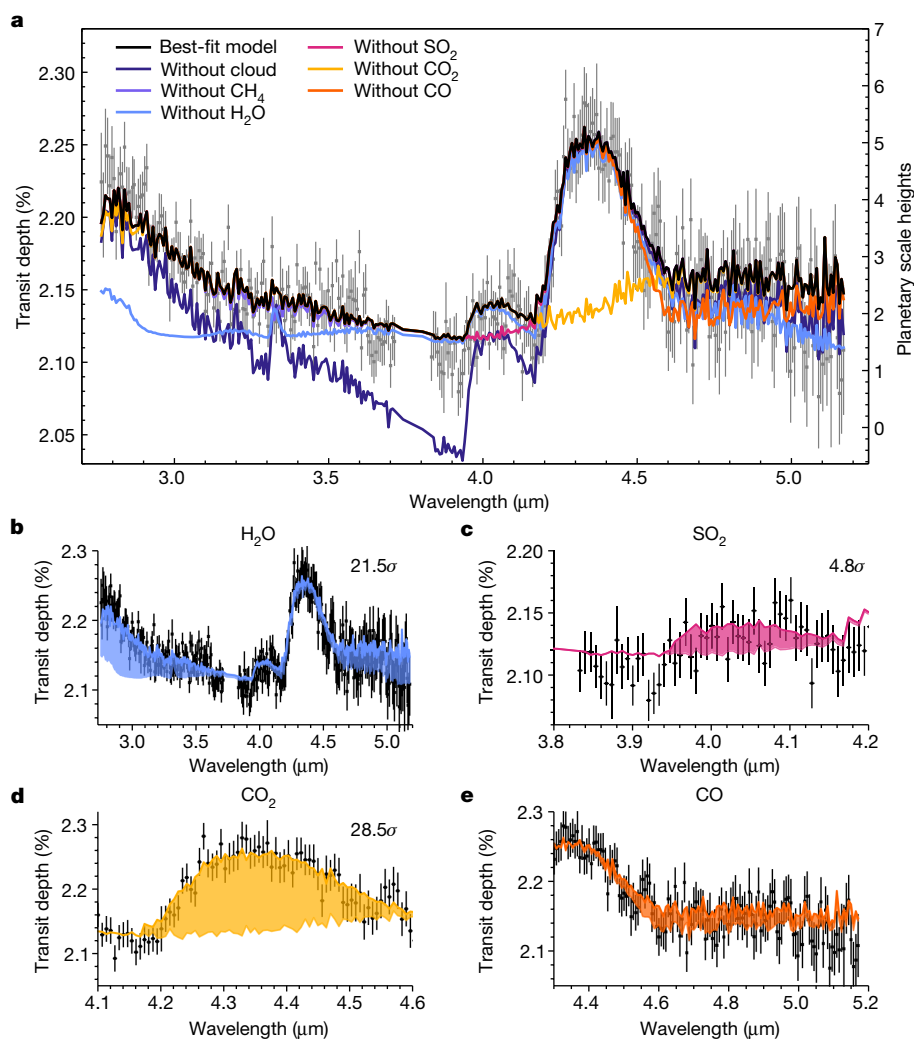 a
Best-fit model
Without cloud
Without CH4
Without H2O
Without SO2
Without CO2
Without CO
2.30
2.25
2.20
2.15
2.10
2.05
Transit depth (%)
7
6
5
4
3
2
1
0
Planetary scale heights
3.0 3.5 4.0 4.5 5.0
Wavelength (μm)
b
H2O
21.5σ
2.3
2.2
2.1
Transit depth (%)
3.0 3.5 4.0 4.5 5.0
Wavelength (μm)
c
SO2
4.8σ
2.20
2.15
2.10
Transit depth (%)
3.8 3.9 4.0 4.1 4.2
Wavelength (μm)
d
CO2
28.5σ
2.3
2.2
2.1
Transit depth (%)
4.1 4.2 4.3 4.4 4.5 4.6
Wavelength (μm)
e
CO
2.3
2.2
2.1
Transit depth (%)
4.4 4.6 4.8 5.0 5.2
Wavelength (μm)